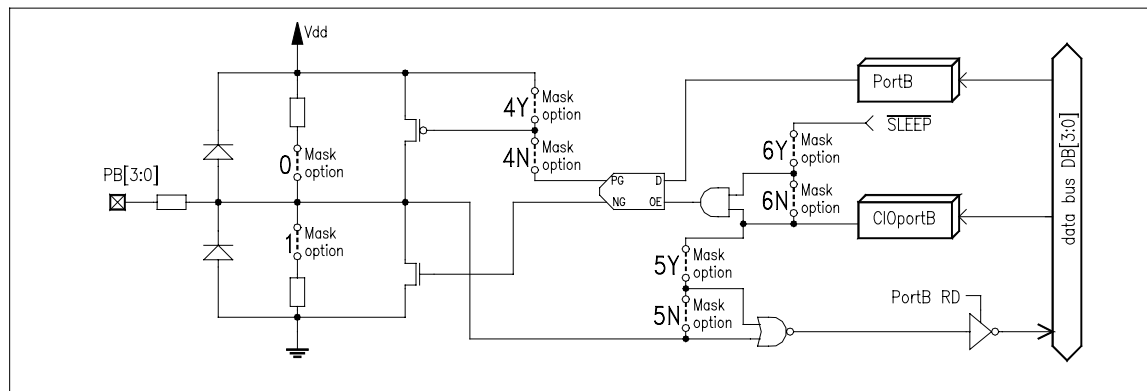 Vdd
4Y Mask option
4N Mask option
PortB
SLEEP
6Y Mask option
6N Mask option
0 Mask option
PB[3:0]
PG D
NG OE
CIOportB
1 Mask option
5Y Mask option
5N Mask option
PortB RD
data bus DB[3:0]